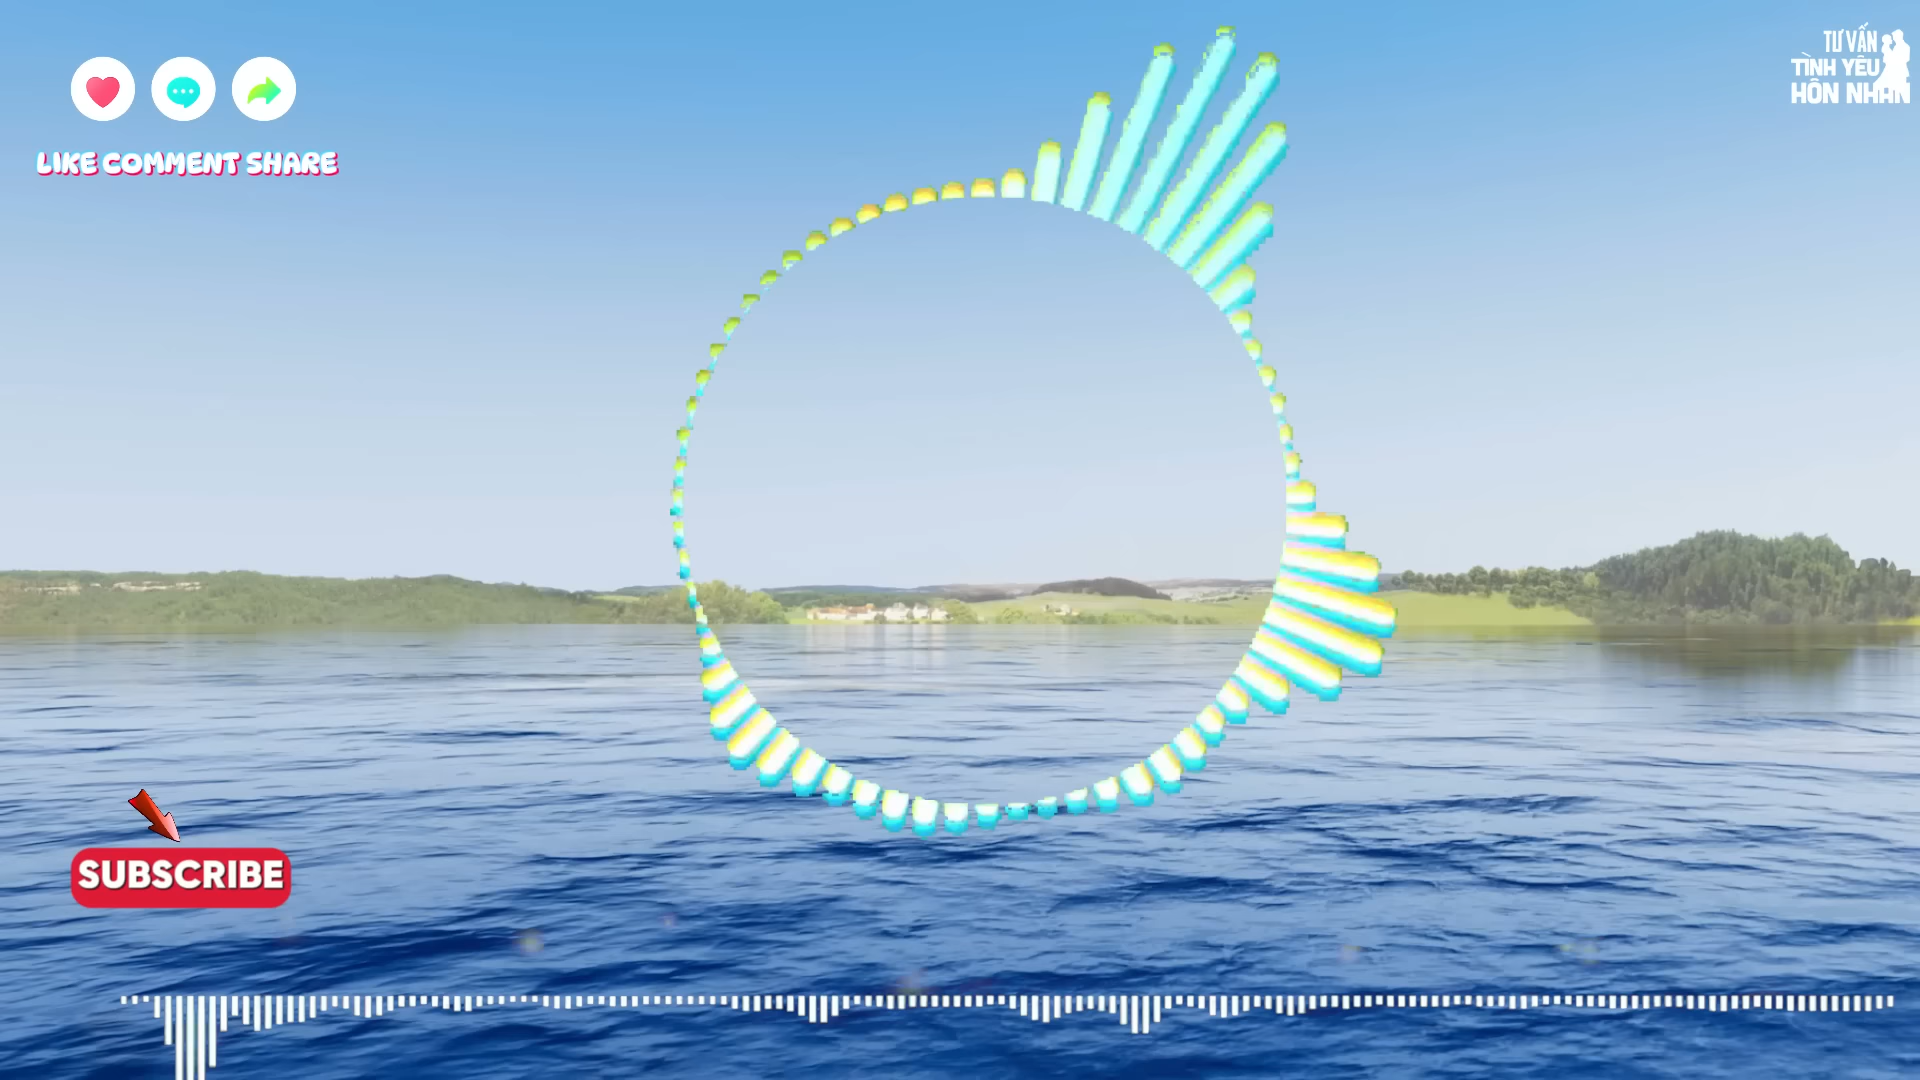 LIKE COMMENT SHARE
TƯ VẤN
TÌNH YÊU
HÔN NHÂN
SUBSCRIBE